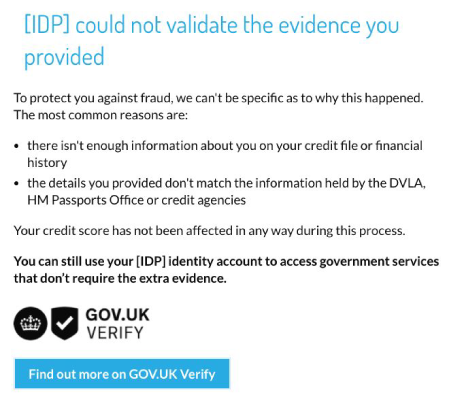 [IDP] could not validate the evidence you
provided
To protect you against fraud, we can't be specific as to why this happened.
The most common reasons are:
• there isn't enough information about you on your credit file or financial
history
• the details you provided don't match the information held by the DVLA,
HM Passports Office or credit agencies
Your credit score has not been affected in any way during this process.
You can still use your [IDP] identity account to access government services
that don’t require the extra evidence.
GOV.UK
VERIFY
Find out more on GOV.UK Verify